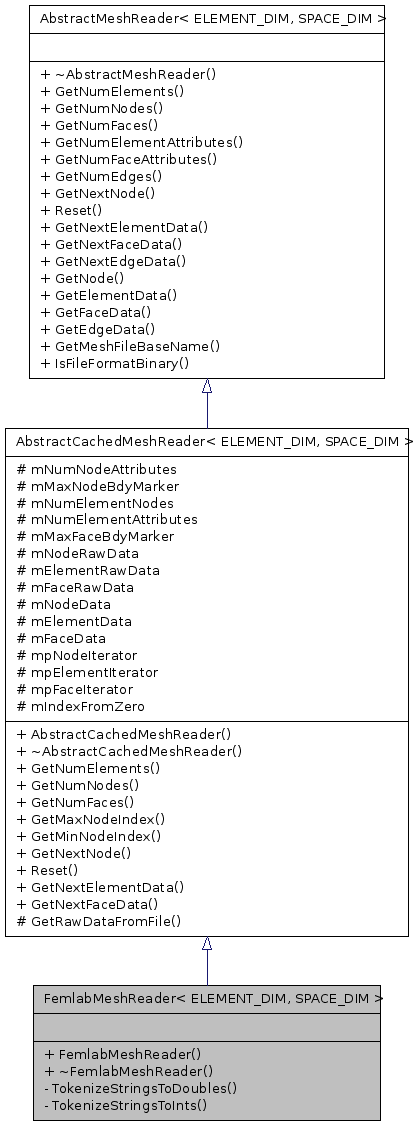 AbstractMeshReader< ELEMENT_DIM, SPACE_DIM >
+ ~AbstractMeshReader()
+ GetNumElements()
+ GetNumNodes()
+ GetNumFaces()
+ GetNumElementAttributes()
+ GetNumFaceAttributes()
+ GetNumEdges()
+ GetNextNode()
+ Reset()
+ GetNextElementData()
+ GetNextFaceData()
+ GetNextEdgeData()
+ GetNode()
+ GetElementData()
+ GetFaceData()
+ GetEdgeData()
+ GetMeshFileBaseName()
+ IsFileFormatBinary()
AbstractCachedMeshReader< ELEMENT_DIM, SPACE_DIM >
# mNumNodeAttributes
# mMaxNodeBdyMarker
# mNumElementNodes
# mNumElementAttributes
# mMaxFaceBdyMarker
# mNodeRawData
# mElementRawData
# mFaceRawData
# mNodeData
# mElementData
# mFaceData
# mpNodeIterator
# mpElementIterator
# mpFaceIterator
# mIndexFromZero
+ AbstractCachedMeshReader()
+ ~AbstractCachedMeshReader()
+ GetNumElements()
+ GetNumNodes()
+ GetNumFaces()
+ GetMaxNodeIndex()
+ GetMinNodeIndex()
+ GetNextNode()
+ Reset()
+ GetNextElementData()
+ GetNextFaceData()
# GetRawDataFromFile()
FemlabMeshReader< ELEMENT_DIM, SPACE_DIM >
+ FemlabMeshReader()
+ ~FemlabMeshReader()
- TokenizeStringsToDoubles()
- TokenizeStringsToInts()